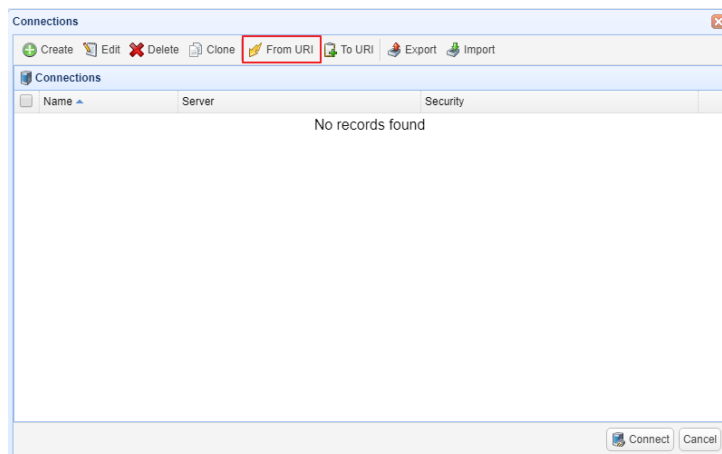 Connections
Create Edit Delete Clone From URI To URI Export Import
Connections
Name Server Security
No records found
Connect Cancel